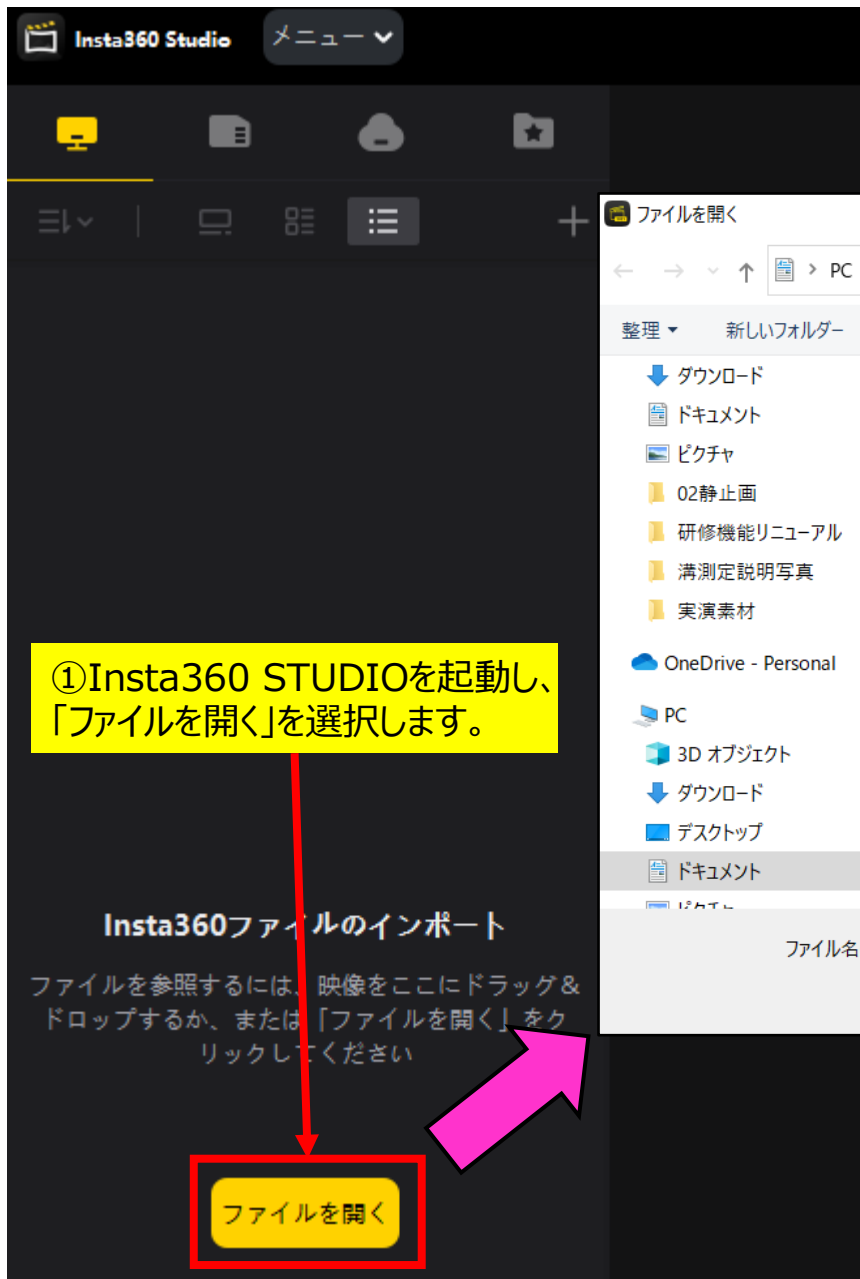 Insta360 Studio
メニュー
ファイルを開く
PC
整理
新しいフォルダー
ダウンロード
ドキュメント
ピクチャ
02静止画
研修機能リニューアル
溝測定説明写真
実演素材
OneDrive - Personal
PC
3D オブジェクト
ダウンロード
デスクトップ
ドキュメント
ピクチャ
ファイル名
①Insta360 STUDIOを起動し、
「ファイルを開く」を選択します。
Insta360ファイルのインポート
ファイルを参照するには、映像をここにドラッグ&
ドロップするか、または「ファイルを開く」をク
リックしてください
ファイルを開く